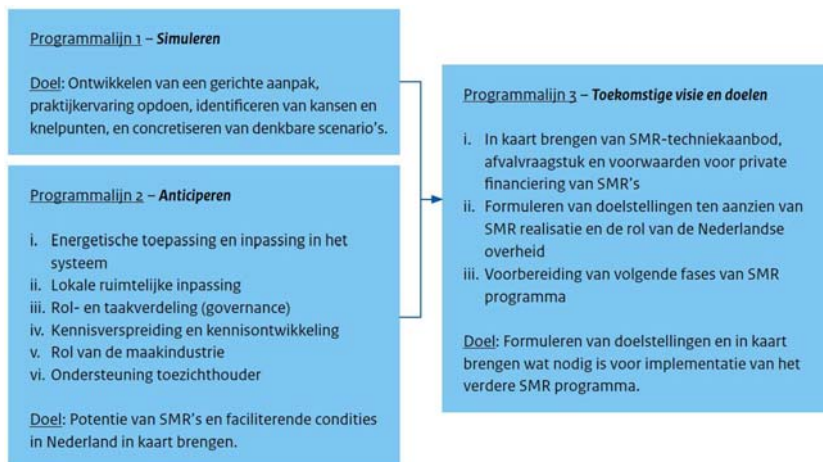 Programmalijn 1 – Simuleren
Doel: Ontwikkelen van een gerichte aanpak,
praktijkervaring opdoen, identificeren van kansen en
knelpunten, en concretiseren van denkbare scenario's.
Programmalijn 2 – Anticiperen
i. Energetische toepassing en inpassing in het
systeem
ii. Lokale ruimtelijke inpassing
iii. Rol- en taakverdeling (governance)
iv. Kennisverspreiding en kennisontwikkeling
v. Rol van de maakindustrie
vi. Ondersteuning toezichthouder
Doel: Potentie van SMR's en faciliterende condities
in Nederland in kaart brengen.
Programmalijn 3 – Toekomstige visie en doelen
i. In kaart brengen van SMR-techniekaanbod,
afvalvraagstuk en voorwaarden voor private
financiering van SMR's
ii. Formuleren van doelstellingen ten aanzien van
SMR realisatie en de rol van de Nederlandse
overheid
iii. Voorbereiding van volgende fases van SMR
programma
Doel: Formuleren van doelstellingen en in kaart
brengen wat nodig is voor implementatie van het
verdere SMR programma.